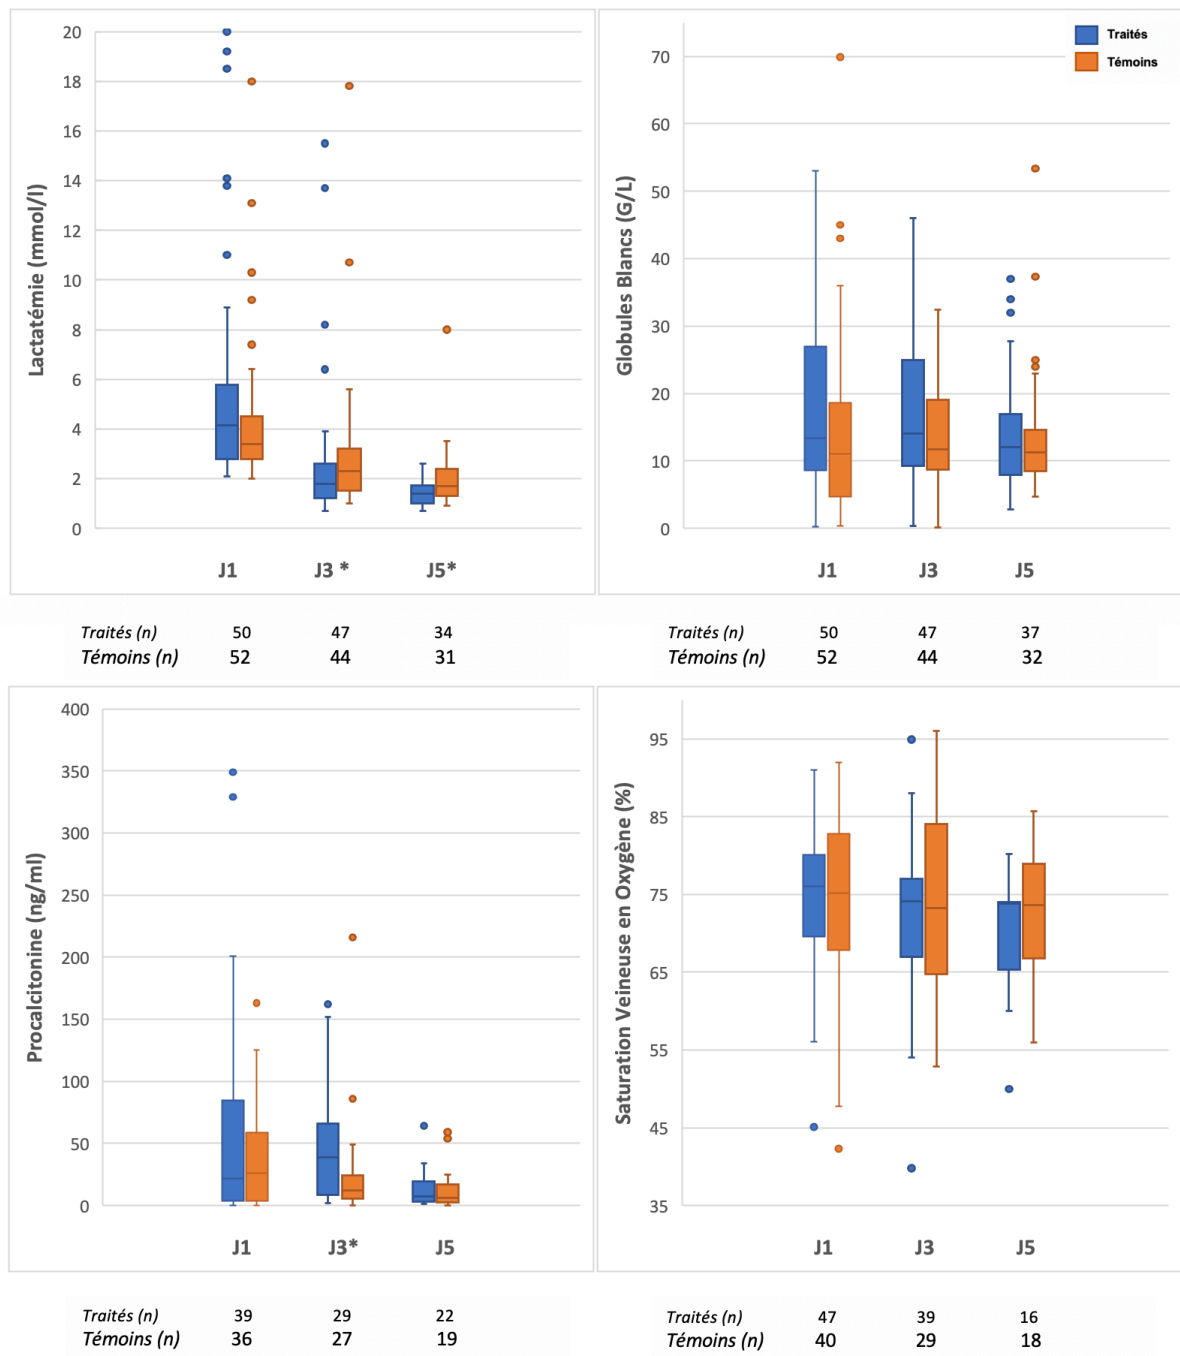 Lactatémie (mmol/l)
20
18
16
14
12
10
8
6
4
2
0
J1 J3 * J5*
Traités (n) 50 47 34
Témoins (n) 52 44 31
Globules Blancs (G/L)
70
60
50
40
30
20
10
0
Traités
Témoins
J1 J3 J5
Traités (n) 50 47 37
Témoins (n) 52 44 32
Procalcitonine (ng/ml)
400
350
300
250
200
150
100
50
0
J1 J3* J5
Traités (n) 39 29 22
Témoins (n) 36 27 19
Saturation Veineuse en Oxygène (%)
95
85
75
65
55
45
35
J1 J3 J5
Traités (n) 47 39 16
Témoins (n) 40 29 18